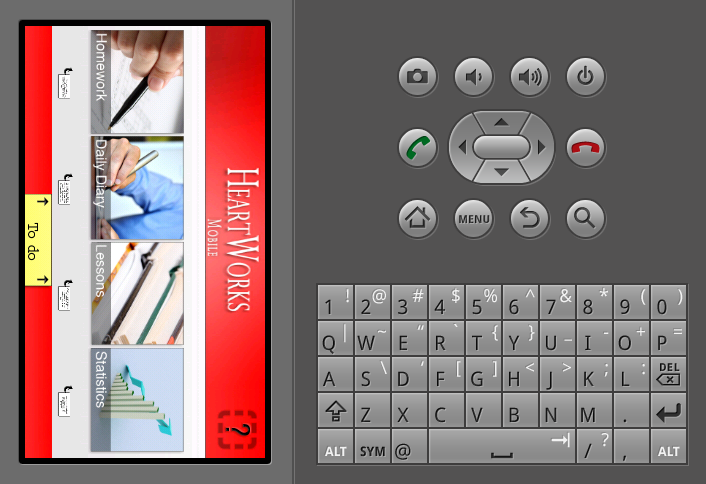 HEARTWORKS
MOBILE
?
Homework
Daily Diary
Lessons
Statistics
To do
MENU
1 ! 2 @ 3 # 4 $ 5 % 6 ^ 7 & 8 * 9 ( 0 )
Q | W ~ E “ R ` T { Y } U _ I - O + P =
A S \ D ‘ F [ G ] H < J > K ; L : DEL
Z X C V B N M .
ALT SYM @ / ? , ALT